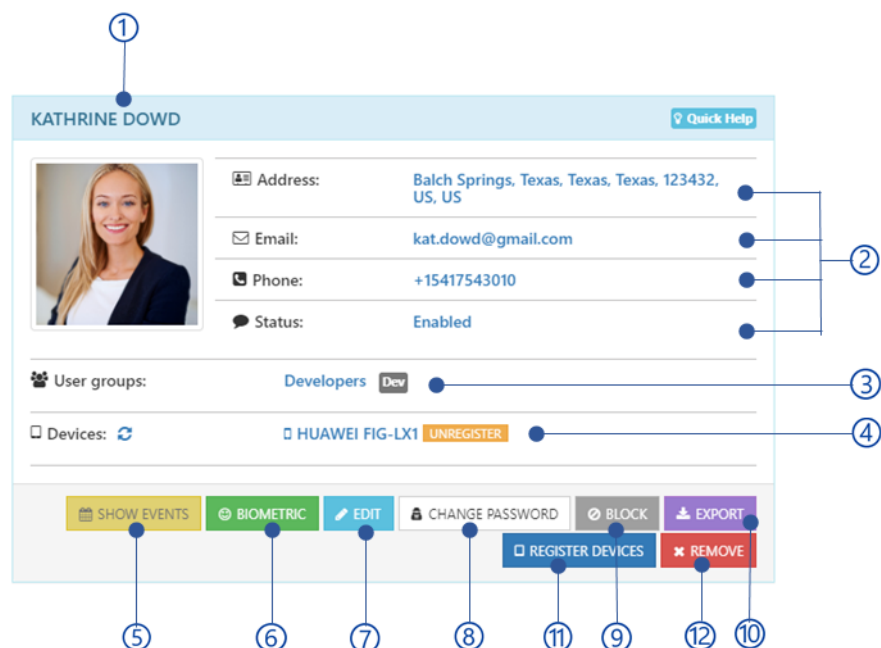 1
KATHRINE DOWD
Quick Help
Address:
Balch Springs, Texas, Texas, Texas, 123432,
US, US
Email:
kat.dowd@gmail.com
2
Phone:
+15417543010
Status:
Enabled
User groups:
Developers Dev
3
Devices:
HUAWEI FIG-LX1 UNREGISTER
4
SHOW EVENTS
BIOMETRIC
EDIT
CHANGE PASSWORD
BLOCK
EXPORT
REGISTER DEVICES
REMOVE
5
6
7
8
11
9
12
10